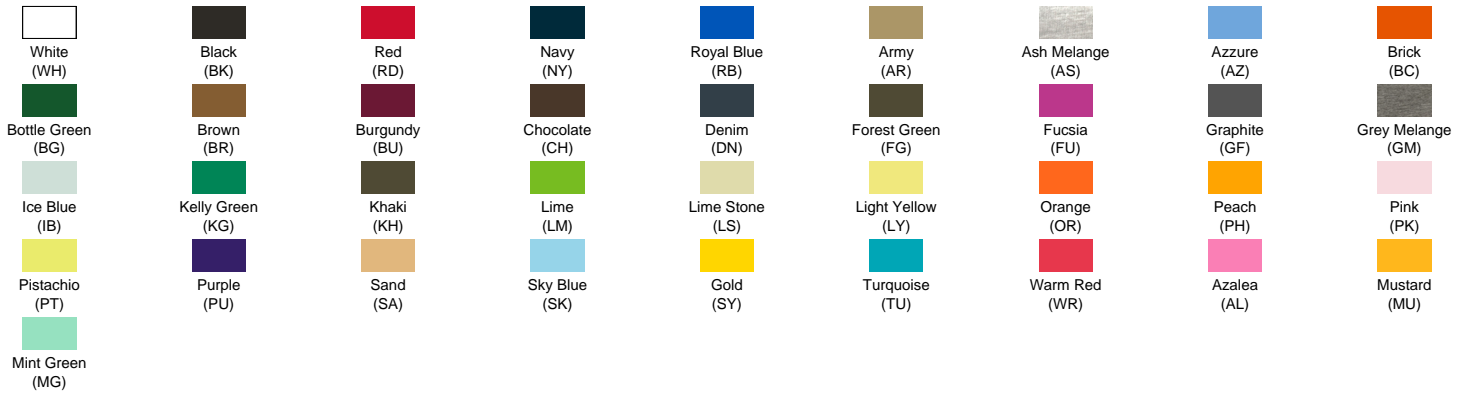 White Black Red Navy Royal Blue Army Ash Melange Azzure Brick
(WH) (BK) (RD) (NY) (RB) (AR) (AS) (AZ) (BC)
Bottle Green Brown Burgundy Chocolate Denim Forest Green Fucsia Graphite Grey Melange
(BG) (BR) (BU) (CH) (DN) (FG) (FU) (GF) (GM)
Ice Blue Kelly Green Khaki Lime Lime Stone Light Yellow Orange Peach Pink
(IB) (KG) (KH) (LM) (LS) (LY) (OR) (PH) (PK)
Pistachio Purple Sand Sky Blue Gold Turquoise Warm Red Azalea Mustard
(PT) (PU) (SA) (SK) (SY) (TU) (WR) (AL) (MU)
Mint Green
(MG)